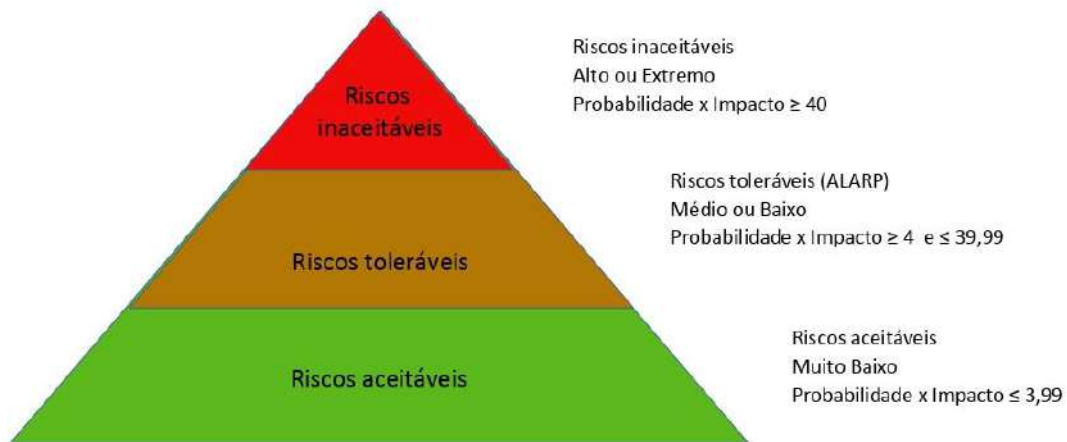 Riscos
inaceitáveis
Riscos inaceitáveis
Alto ou Extremo
Probabilidade x Impacto ≥ 40
Riscos toleráveis
Riscos toleráveis (ALARP)
Médio ou Baixo
Probabilidade x Impacto ≥ 4 e ≤ 39,99
Riscos aceitáveis
Riscos aceitáveis
Muito Baixo
Probabilidade x Impacto ≤ 3,99